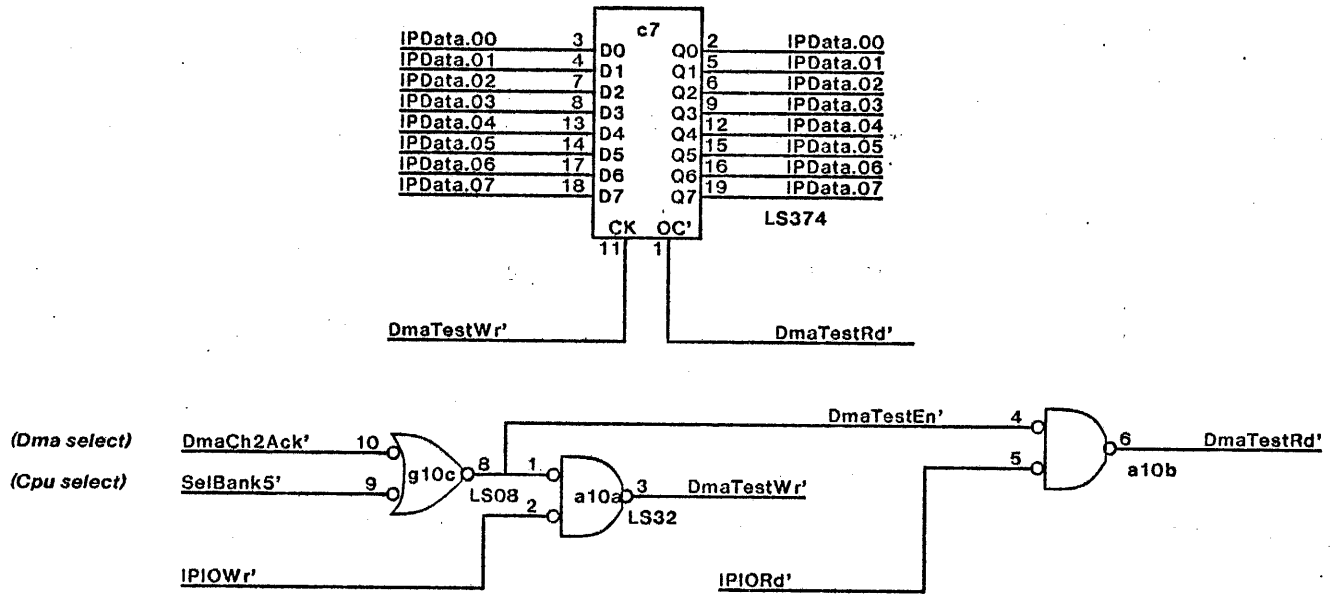 c7
IPData.00 3 D0 Q0 2 IPData.00
IPData.01 4 D1 Q1 5 IPData.01
IPData.02 7 D2 Q2 6 IPData.02
IPData.03 8 D3 Q3 9 IPData.03
IPData.04 13 D4 Q4 12 IPData.04
IPData.05 14 D5 Q5 15 IPData.05
IPData.06 17 D6 Q6 16 IPData.06
IPData.07 18 D7 Q7 19 IPData.07
LS374
CK OC'
11 1
DmaTestWr' DmaTestRd'
DmaTestEn' 4
(Dma select) DmaCh2Ack' 10
6 DmaTestRd'
5
a10b
g10c 8 1
(Cpu select) SelBank5' 9
LS08
a10a 3 DmaTestWr'
2
LS32
IPIOWr' IPIORd'